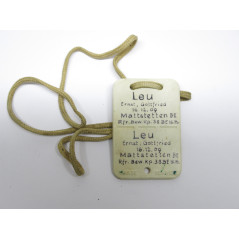 Leu
Ernst, Gottfried
16.12.09
Mattstetten BE
Leu
Ernst, Gottfried
16.12.09
Mattstetten BE